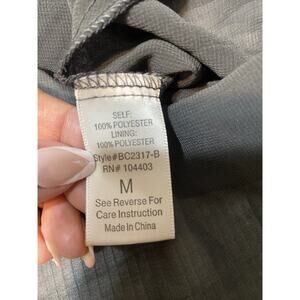 SELF:
100% POLYESTER
LINING:
100% POLYESTER
Style#BC2317-B
RN# 104403
M
See Reverse For
Care Instruction
Made In China